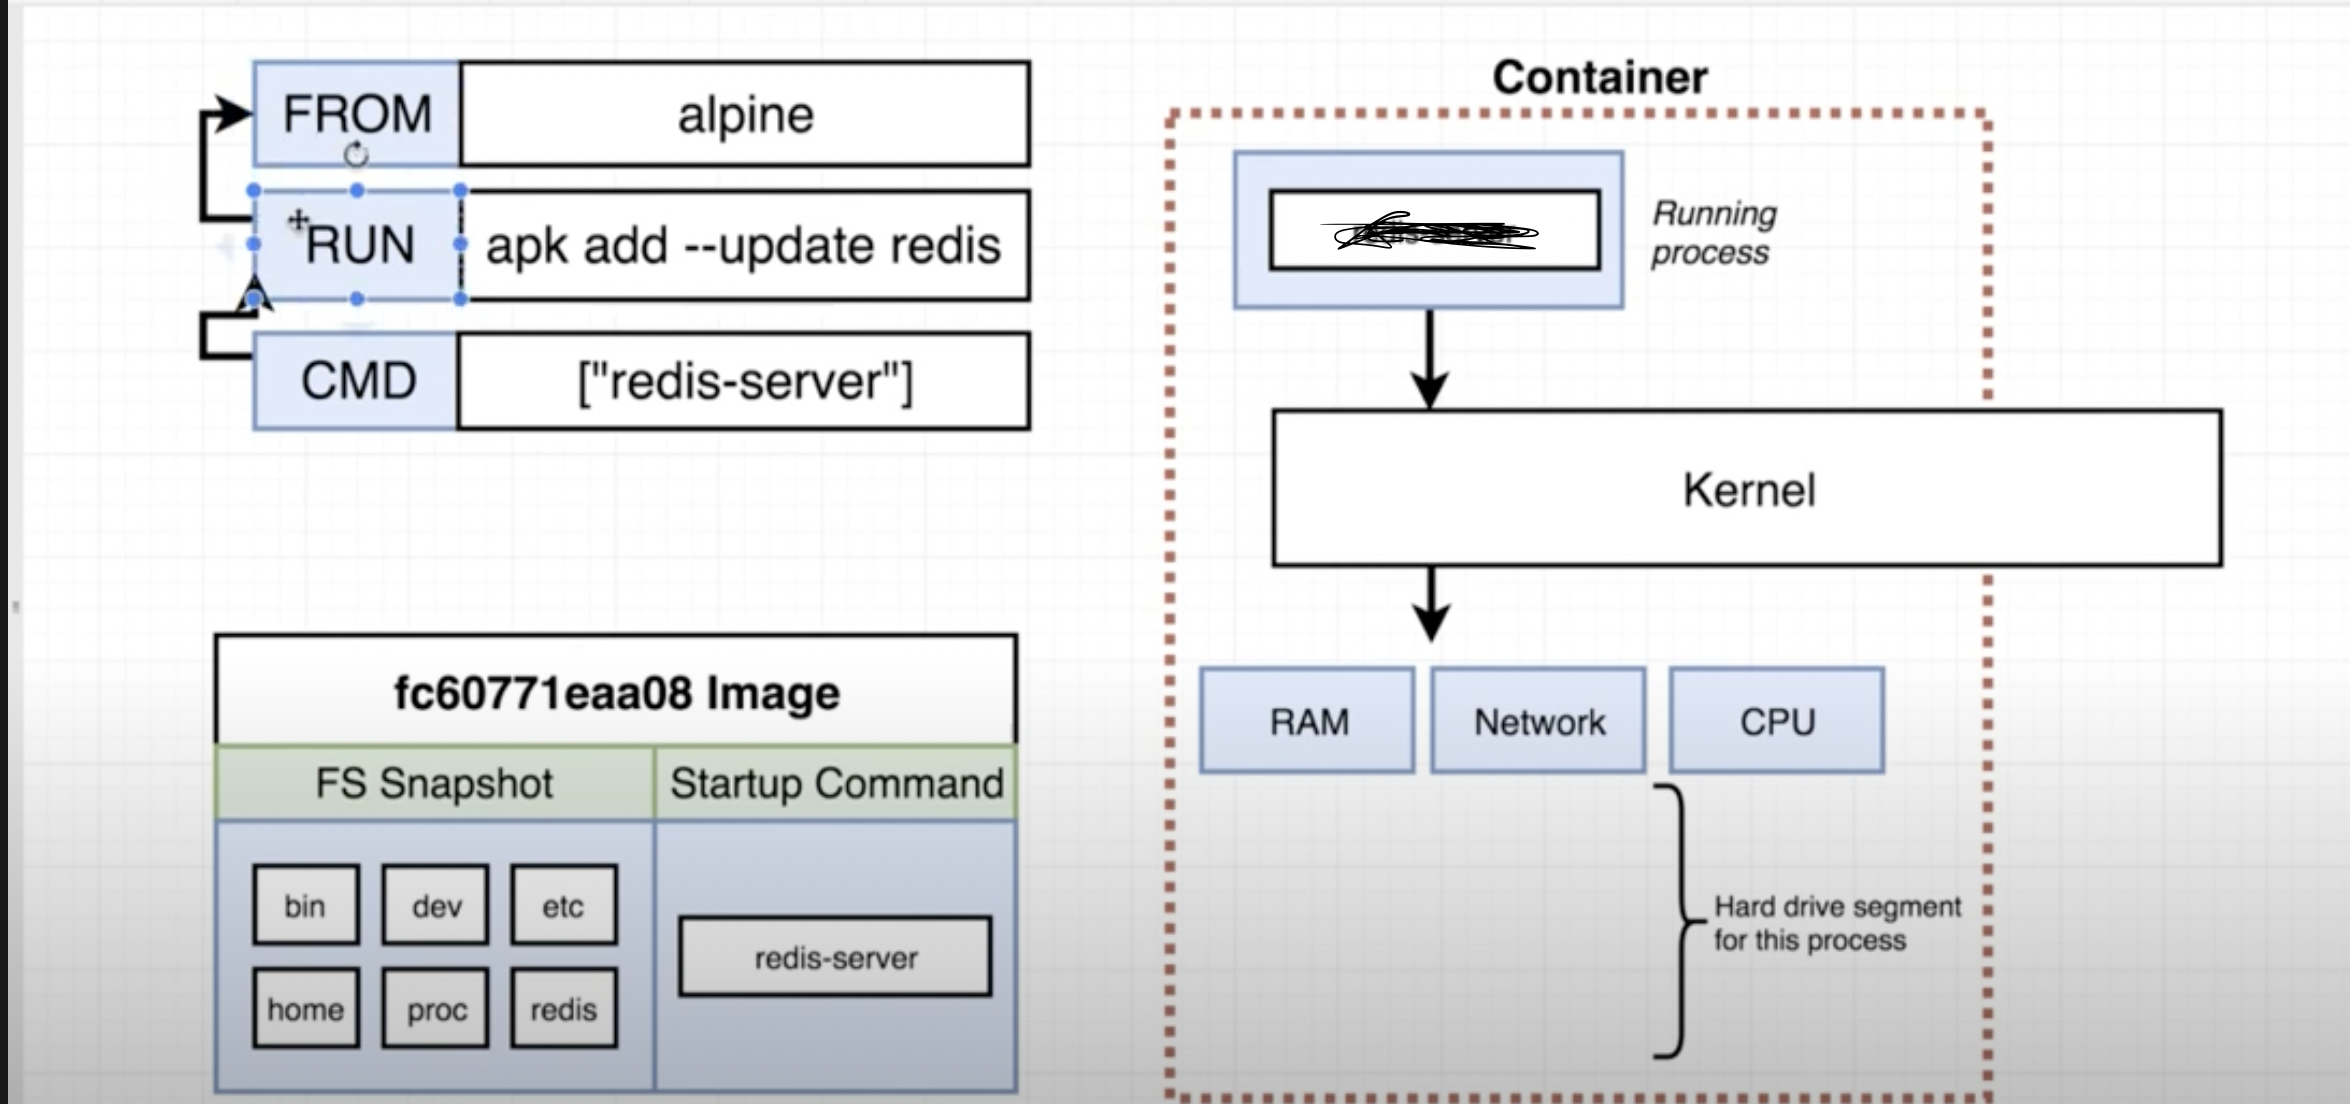 FROM
alpine
RUN
apk add --update redis
CMD
["redis-server"]
fc60771eaa08 Image
FS Snapshot
Startup Command
bin
dev
etc
home
proc
redis
redis-server
Container
Running
process
Kernel
RAM
Network
CPU
Hard drive segment
for this process